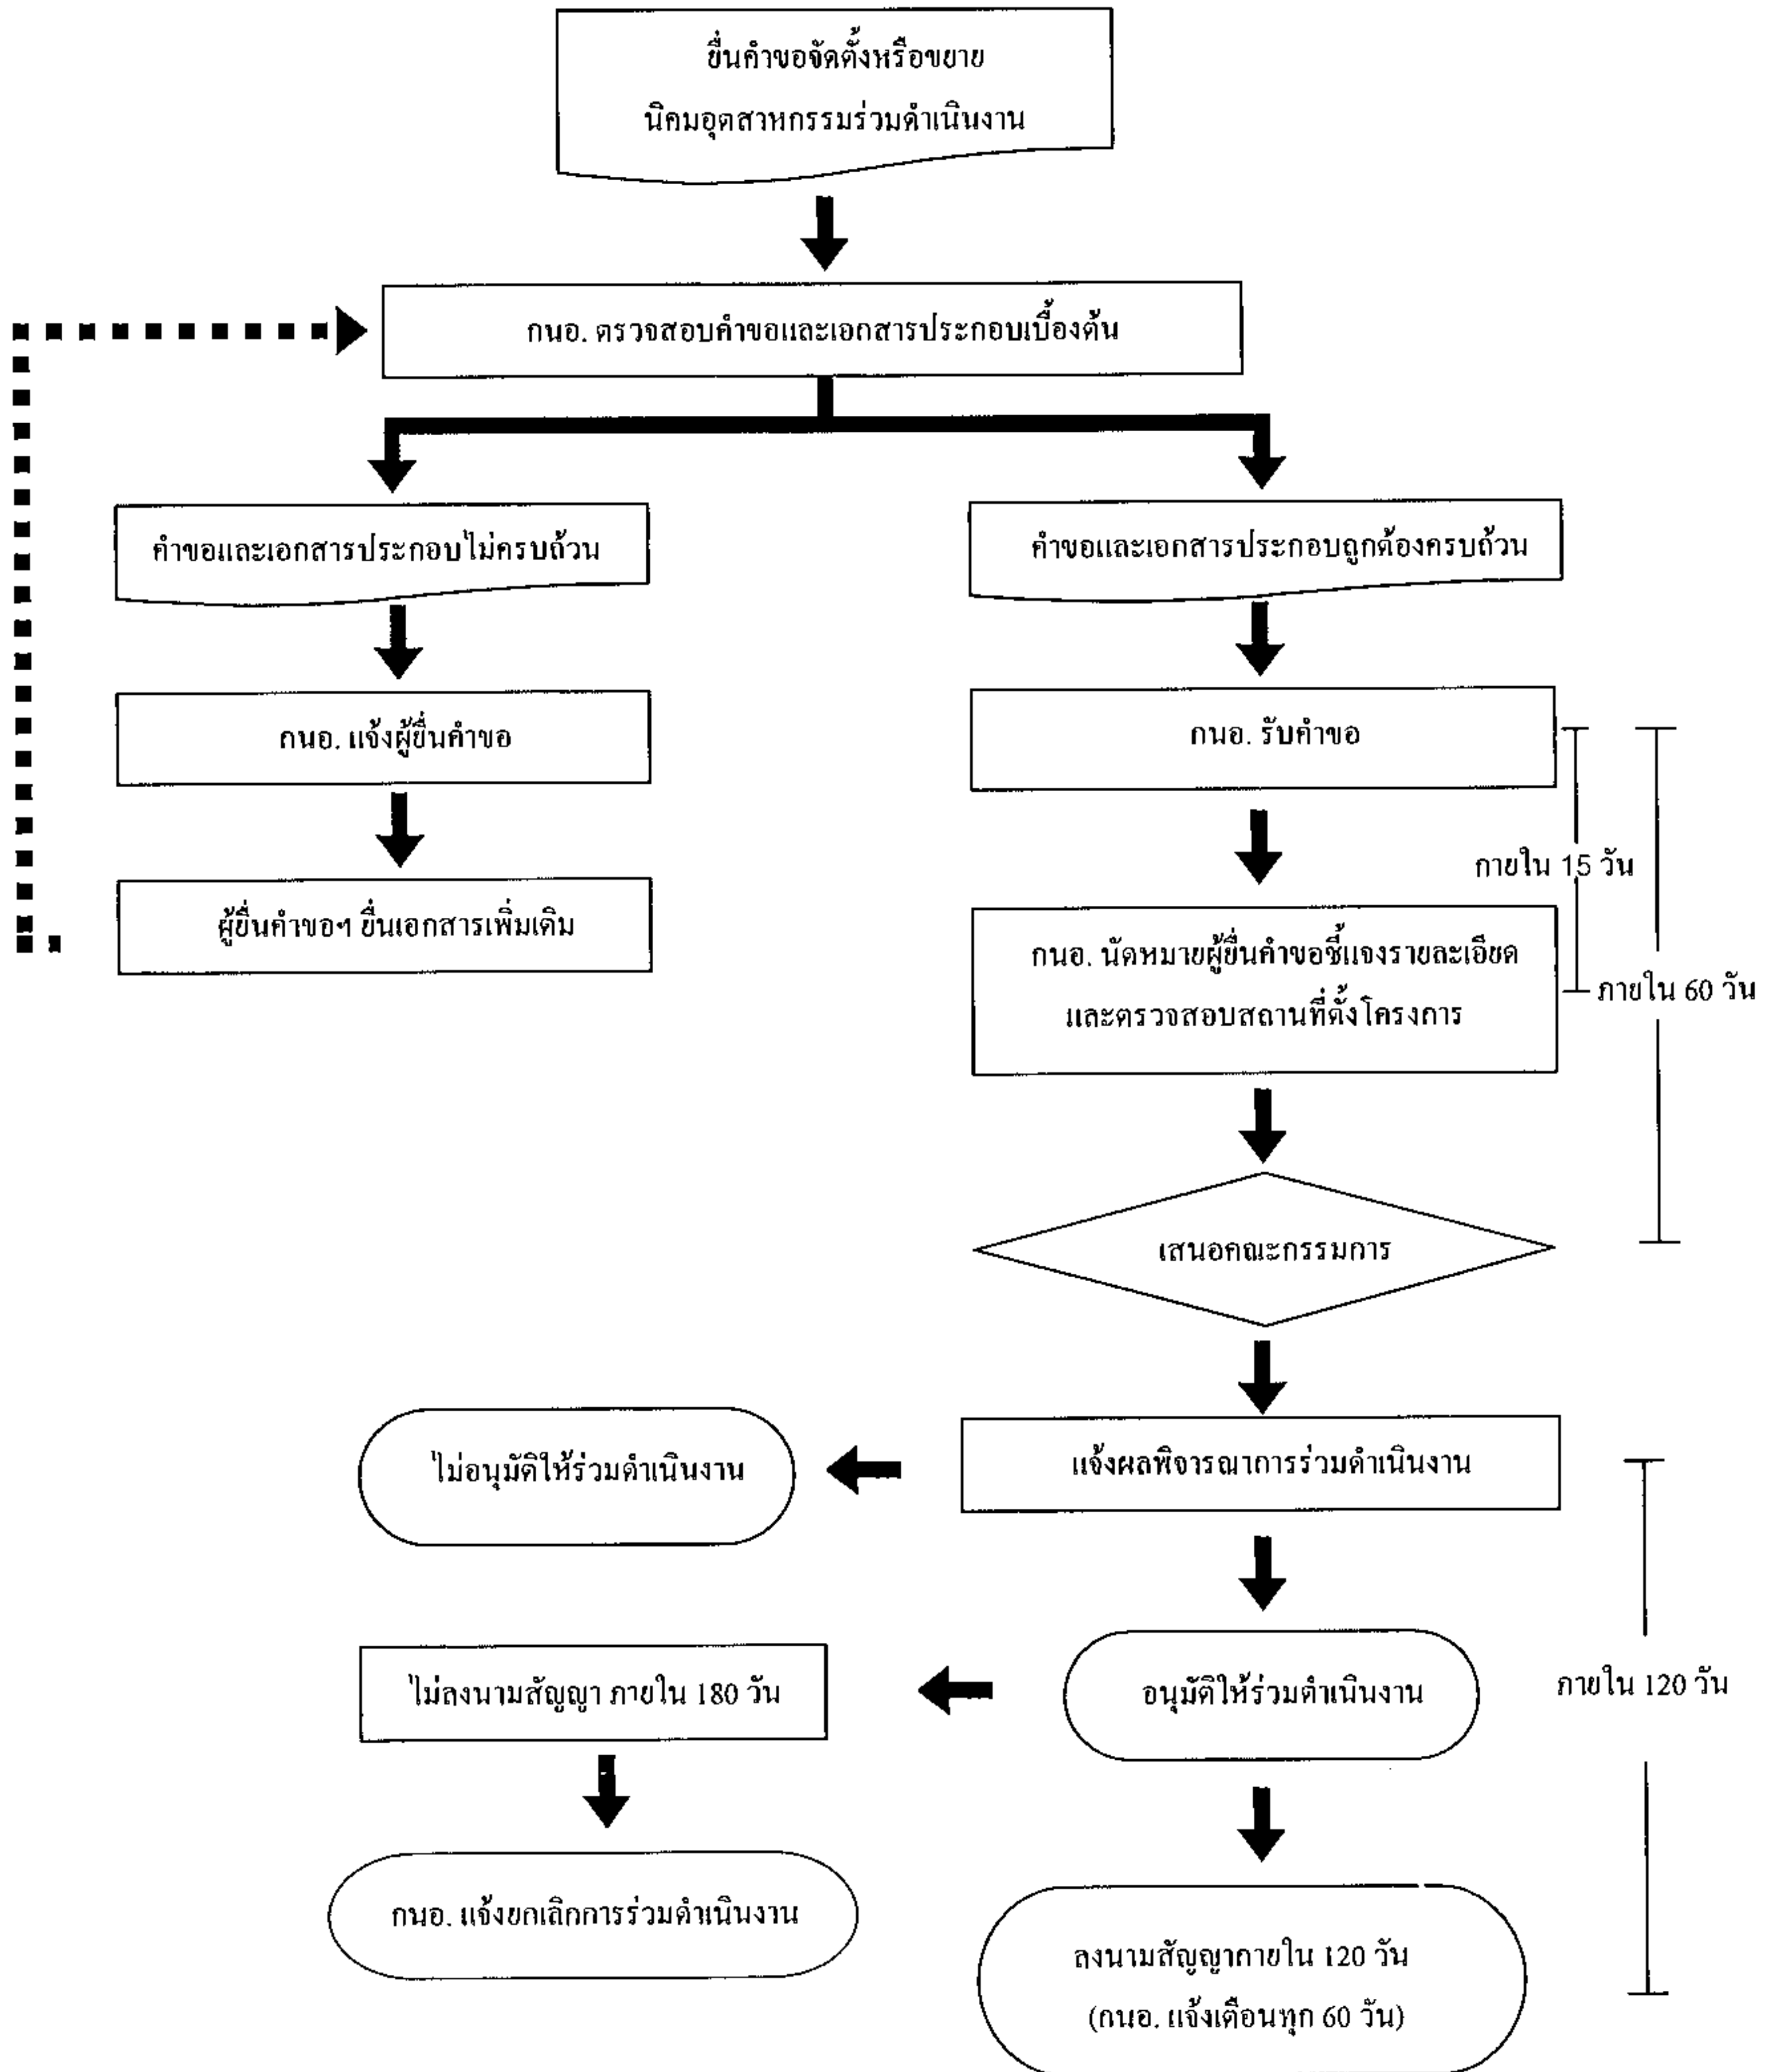 ยื่นคำขอจัดตั้งหรือขยาย
นิคมอุตสาหกรรมร่วมดำเนินงาน
กนอ. ตรวจสอบคำขอและเอกสารประกอบเบื้องต้น
คำขอและเอกสารประกอบไม่ครบถ้วน
คำขอและเอกสารประกอบถูกต้องครบถ้วน
กนอ. แจ้งผู้ยื่นคำขอ
กนอ. รับคำขอ
ภายใน 15 วัน
ผู้ยื่นคำขอฯ ยื่นเอกสารเพิ่มเติม
กนอ. นัดหมายผู้ยื่นคำขอชี้แจงรายละเอียด
และตรวจสอบสถานที่ตั้งโครงการ
ภายใน 60 วัน
เสนอคณะกรรมการ
ไม่อนุมัติให้ร่วมดำเนินงาน
แจ้งผลพิจารณาการร่วมดำเนินงาน
ไม่ลงนามสัญญา ภายใน 180 วัน
อนุมัติให้ร่วมดำเนินงาน
ภายใน 120 วัน
กนอ. แจ้งยกเลิกการร่วมดำเนินงาน
ลงนามสัญญาภายใน 120 วัน
(กนอ. แจ้งเตือนทุก 60 วัน)